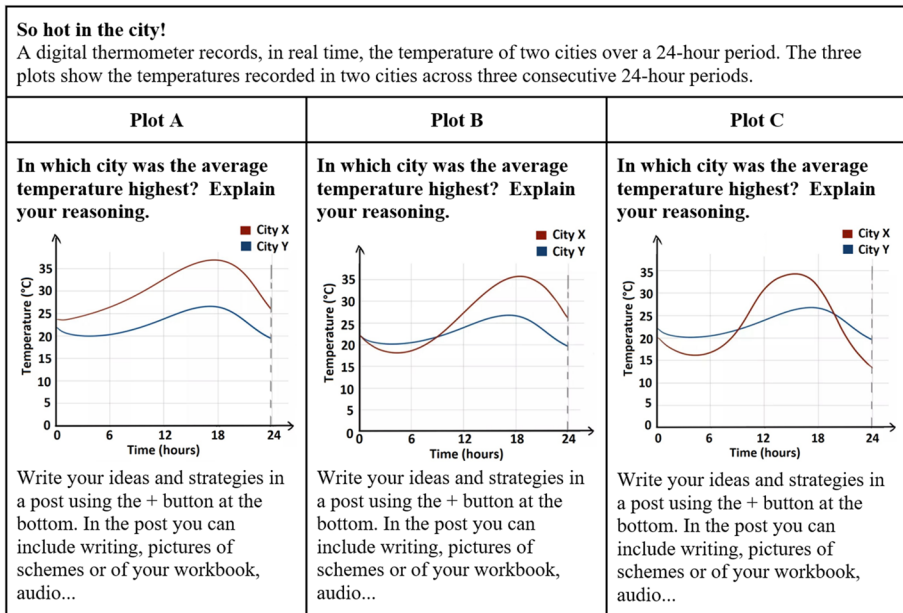 So hot in the city!
A digital thermometer records, in real time, the temperature of two cities over a 24-hour period. The three
plots show the temperatures recorded in two cities across three consecutive 24-hour periods.
Plot A
In which city was the average
temperature highest?  Explain
your reasoning.
City X
City Y
Temperature (°C)
35
30
25
20
15
10
5
0
0 6 12 18 24
Time (hours)
Write your ideas and strategies in
a post using the + button at the
bottom. In the post you can
include writing, pictures of
schemes or of your workbook,
audio...
Plot B
In which city was the average
temperature highest?  Explain
your reasoning.
City X
City Y
Temperature (°C)
35
30
25
20
15
10
5
0
0 6 12 18 24
Time (hours)
Write your ideas and strategies in
a post using the + button at the
bottom. In the post you can
include writing, pictures of
schemes or of your workbook,
audio...
Plot C
In which city was the average
temperature highest?  Explain
your reasoning.
City X
City Y
Temperature (°C)
35
30
25
20
15
10
5
0
0 6 12 18 24
Time (hours)
Write your ideas and strategies in
a post using the + button at the
bottom. In the post you can
include writing, pictures of
schemes or of your workbook,
audio...